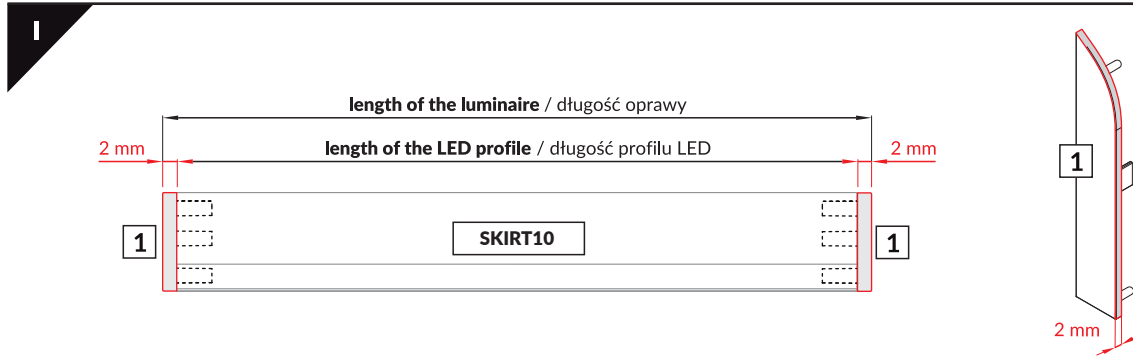 I
length of the luminaire / długość oprawy
2 mm
length of the LED profile / długość profilu LED
2 mm
1
SKIRT10
1
1
2 mm